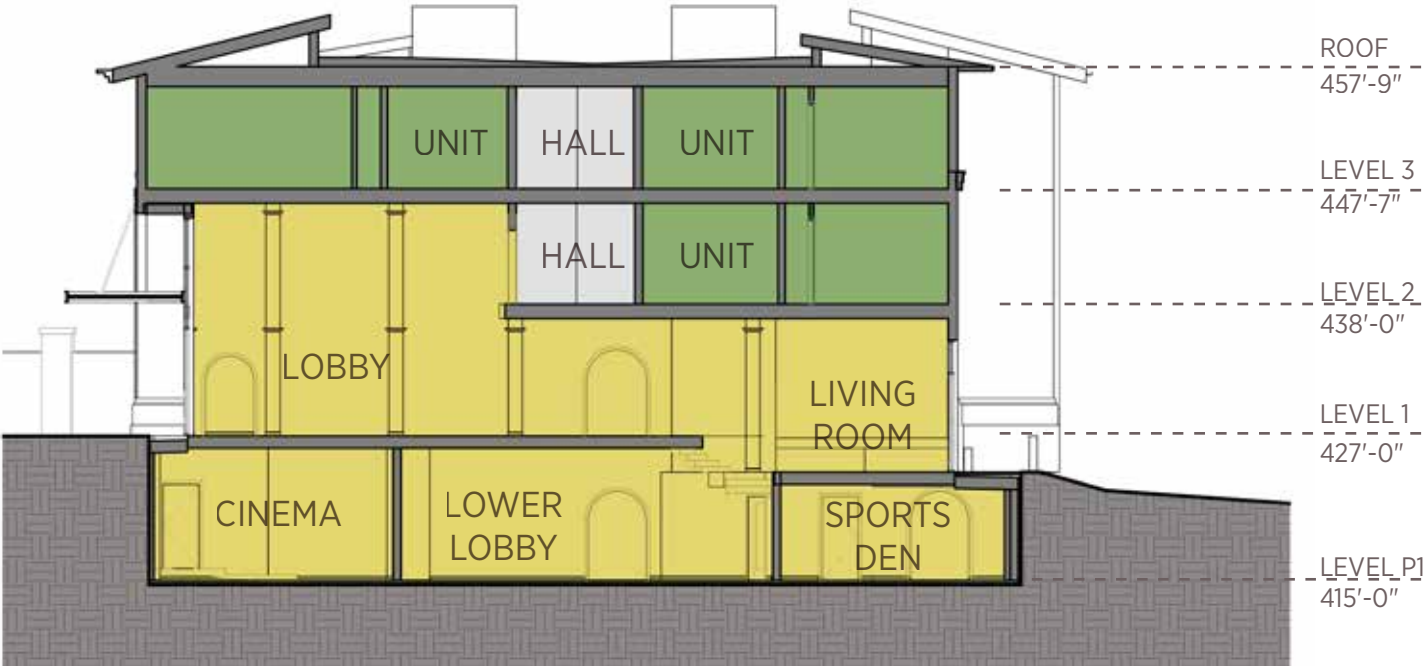 ROOF
457'-9"
UNIT
HALL
UNIT
LEVEL 3
447'-7"
HALL
UNIT
LEVEL 2
438'-0"
LOBBY
LIVING
ROOM
LEVEL 1
427'-0"
CINEMA
LOWER
LOBBY
SPORTS
DEN
LEVEL P1
415'-0"